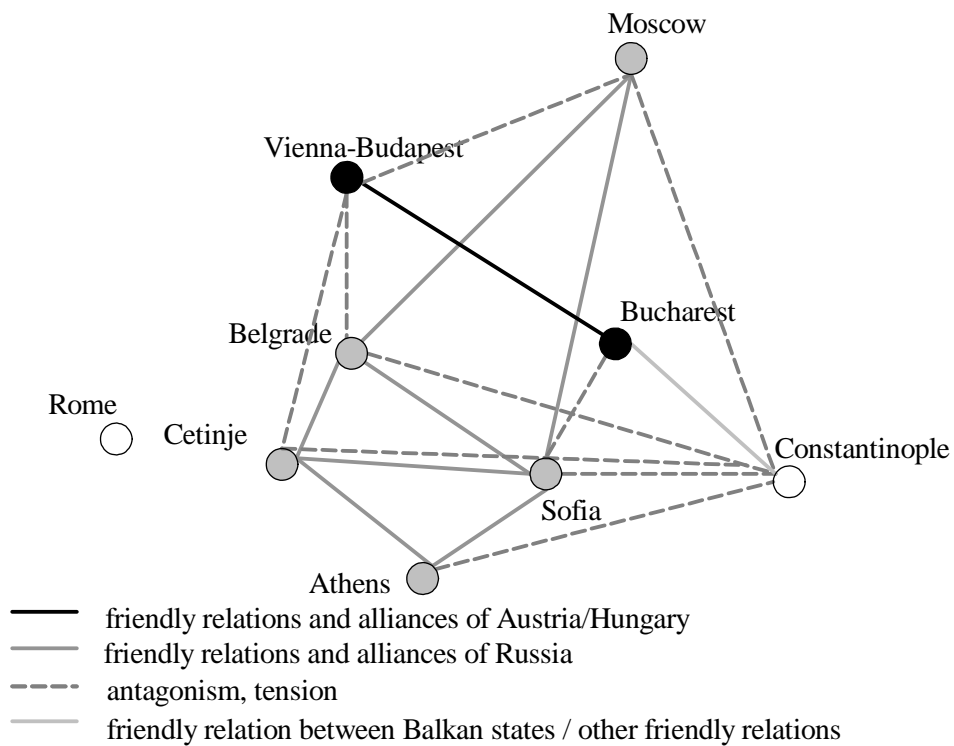 Moscow
Vienna-Budapest
Bucharest
Belgrade
Rome
Cetinje
Constantinople
Sofia
Athens
friendly relations and alliances of Austria/Hungary
friendly relations and alliances of Russia
antagonism, tension
friendly relation between Balkan states / other friendly relations